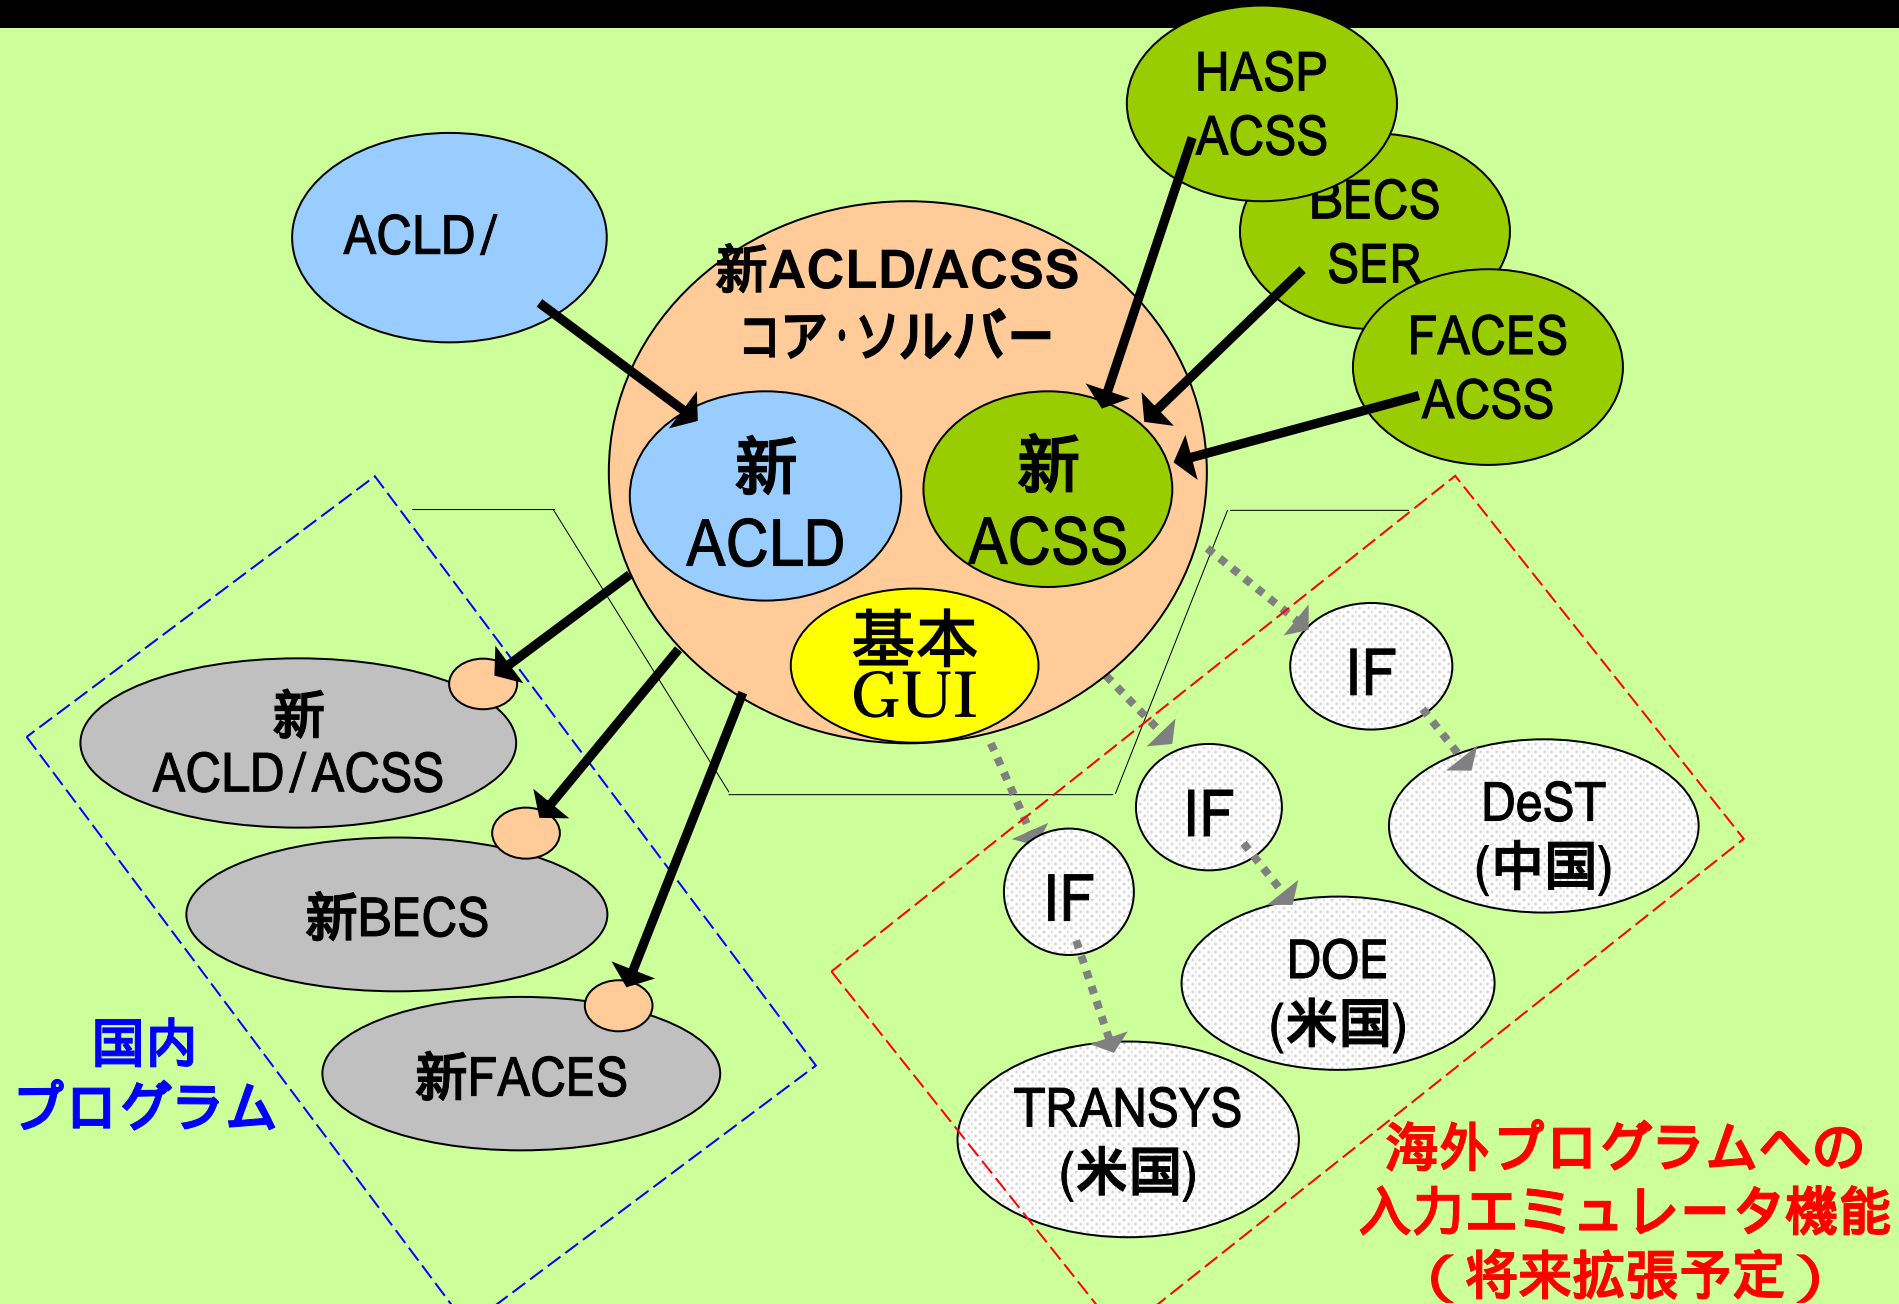 HASP
ACSS
BECS
SER
FACES
ACSS
ACLD/
新ACLD/ACSS
コア・ソルバー
新
ACLD
新
ACSS
基本
GUI
新
ACLD/ACSS
新BECS
新FACES
国内
プログラム
IF
IF
IF
DeST
(中国)
DOE
(米国)
TRANSYS
(米国)
海外プログラムへの
入力エミュレータ機能
（将来拡張予定）